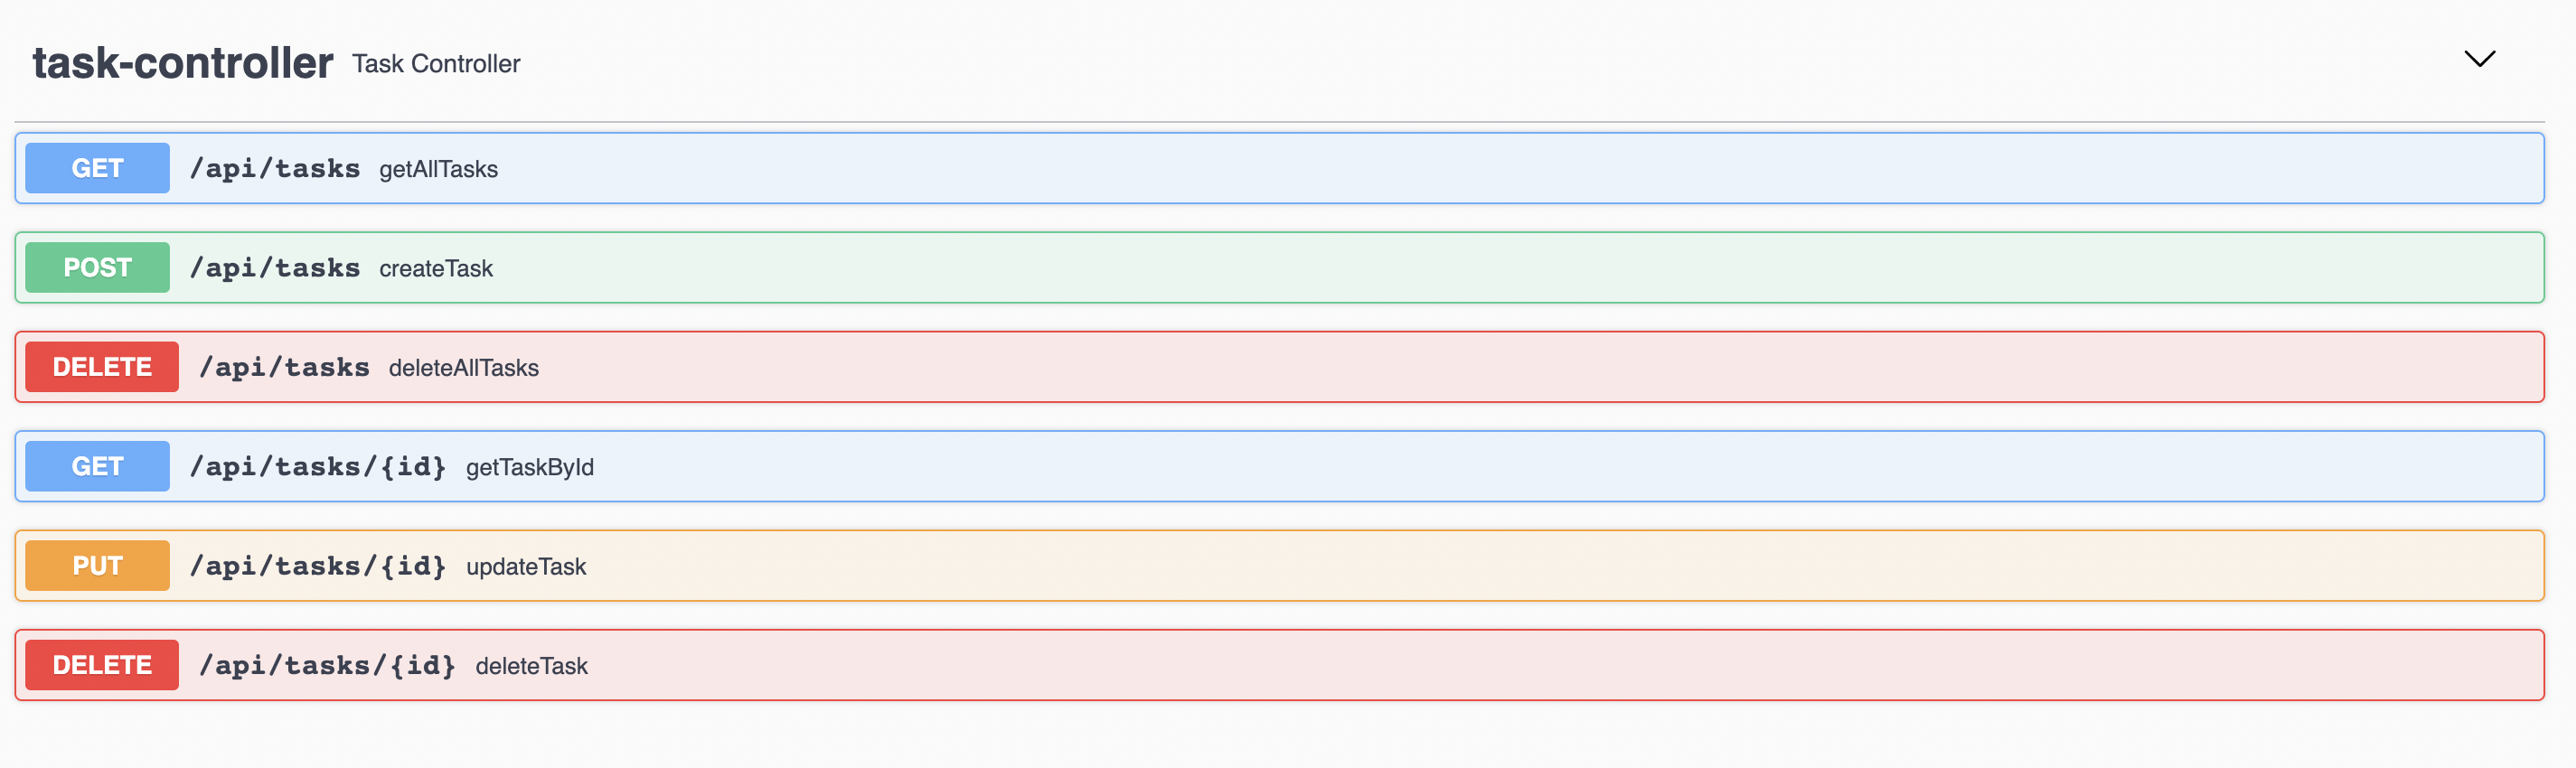 task-controller Task Controller
GET /api/tasks getAllTasks
POST /api/tasks createTask
DELETE /api/tasks deleteAllTasks
GET /api/tasks/{id} getTaskById
PUT /api/tasks/{id} updateTask
DELETE /api/tasks/{id} deleteTask